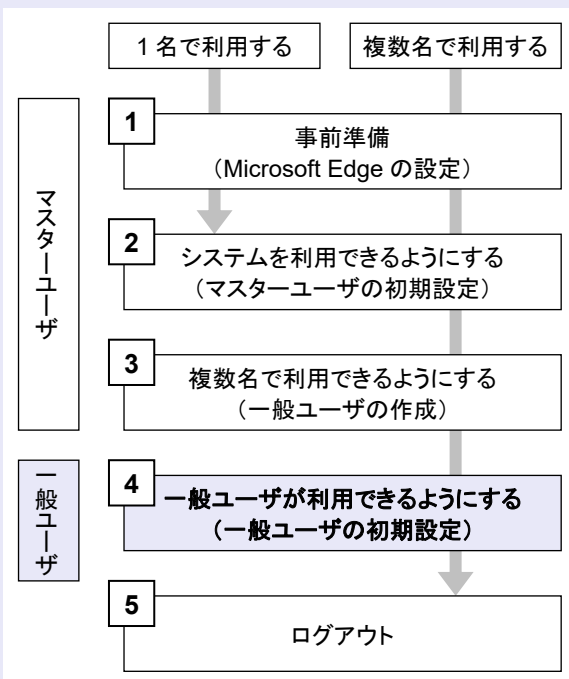 1 名で利用する
複数名で利用する
マスターユーザ
1
事前準備
（Microsoft Edge の設定）
2
システムを利用できるようにする
（マスターユーザの初期設定）
3
複数名で利用できるようにする
（一般ユーザの作成）
一般ユーザ
4
一般ユーザが利用できるようにする
（一般ユーザの初期設定）
5
ログアウト